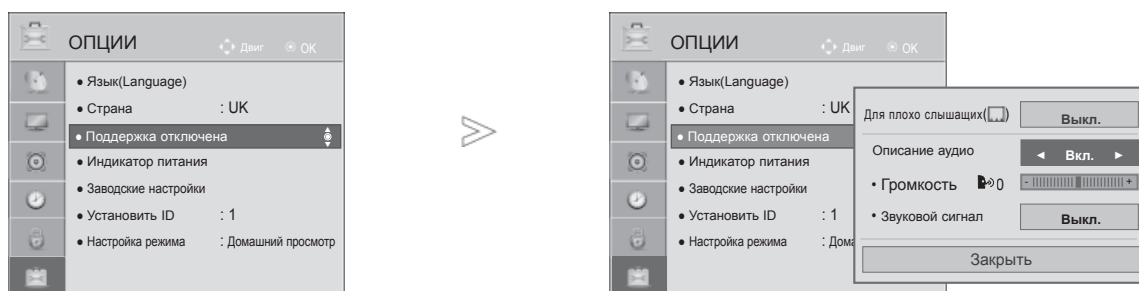 ОПЦИИ
Двиг
OK
• Язык(Language)
• Страна : UK
• Поддержка отключена
• Индикатор питания
• Заводские настройки
• Установить ID : 1
• Настройка режима : Домашний просмотр
ОПЦИИ
Двиг
OK
• Язык(Language)
• Страна : UK
• Поддержка отключена
• Индикатор питания
• Заводские настройки
• Установить ID : 1
• Настройка режима : Дома
Для плохо слышащих( ) Выкл.
Описание аудио ◄ Вкл. ►
• Громкость 0 - +
• Звуковой сигнал Выкл.
Закрыть